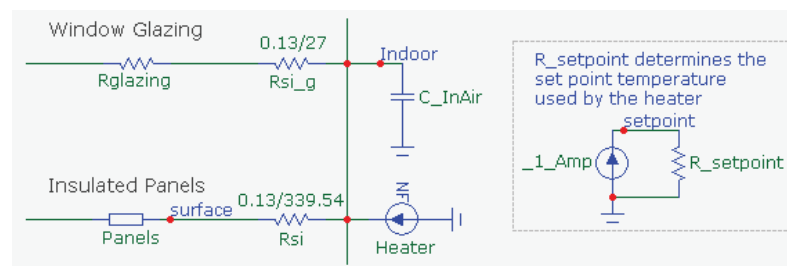 Window Glazing
0.13/27
Rglazing
Rsi_g
Indoor
C_InAir
Insulated Panels
surface
0.13/339.54
Panels
Rsi
NF
Heater
R_setpoint determines the
set point temperature
used by the heater
setpoint
_1_Amp
R_setpoint